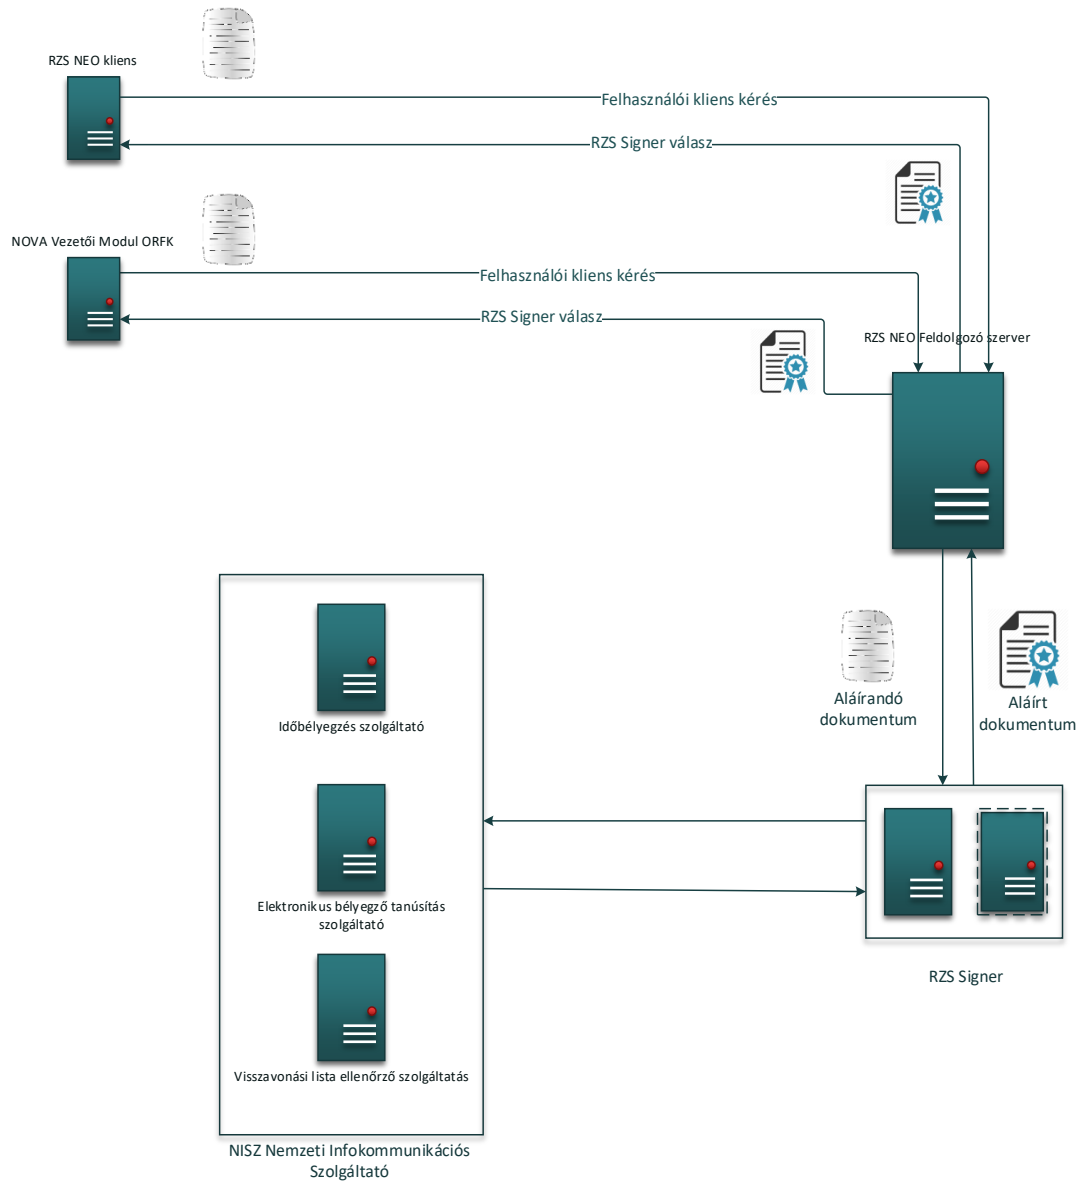 RZS NEO kliens
Felhasználói kliens kérés
RZS Signer válasz
NOVA Vezetői Modul ORFK
Felhasználói kliens kérés
RZS Signer válasz
RZS NEO Feldolgozó szerver
Aláírandó
dokumentum
Aláírt
dokumentum
Időbélyegzés szolgáltató
Elektronikus bélyegző tanúsítás
szolgáltató
RZS Signer
Visszavonási lista ellenőrző szolgáltatás
NISZ Nemzeti Infokommunikációs
Szolgáltató